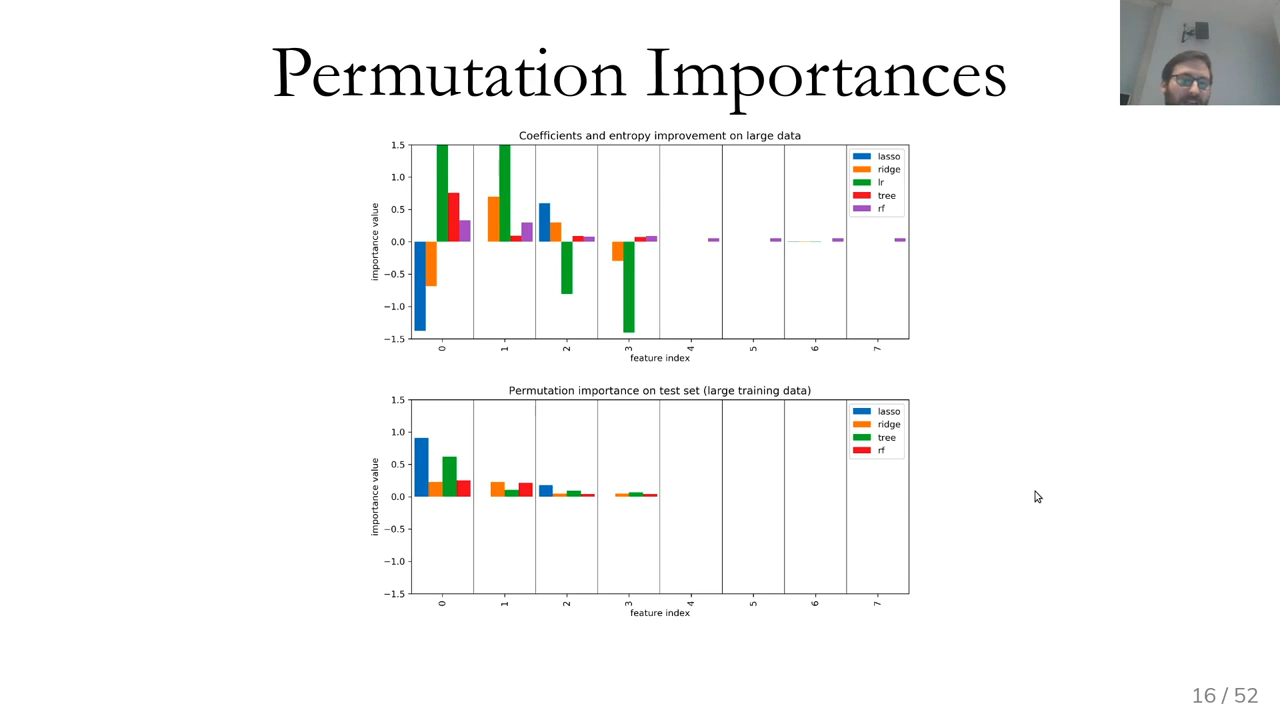 Permutation Importances
Coefficients and entropy improvement on large data
1.5
1.0
0.5
0.0
−0.5
−1.0
−1.5
importance value
lasso
ridge
lr
tree
rf
0 1 2 3 4 5 6 7
feature index
Permutation importance on test set (large training data)
1.5
1.0
0.5
0.0
−0.5
−1.0
−1.5
importance value
lasso
ridge
tree
rf
0 1 2 3 4 5 6 7
feature index
16 / 52